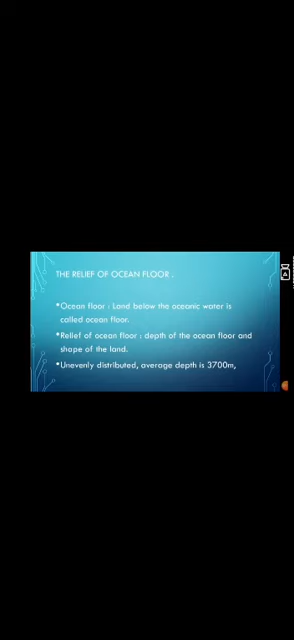 THE RELIEF OF OCEAN FLOOR .
*Ocean floor : Land below the oceanic water is
called ocean floor.
*Relief of ocean floor : depth of the ocean floor and
shape of the land.
*Unevenly distributed, average depth is 3700m,